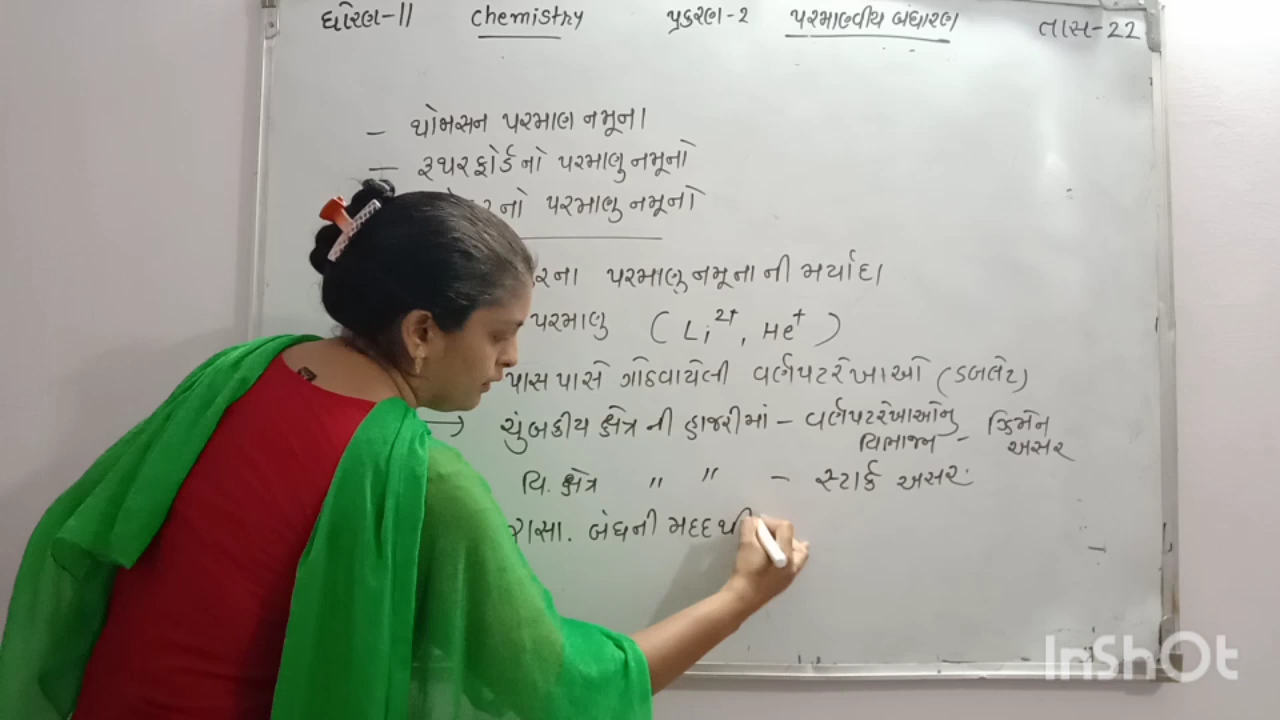 ધોરણ-11 chemistry પ્રકરણ-2 પરમાણ્વીય બંધારણ તાસ-22
– થોમસન પરમાણ નમૂના
– રુથરફોર્ડનો પરમાણુ નમૂનો
રનો પરમાણુ નમૂનો
રના પરમાણુ નમૂનાની મર્યાદા
પરમાણુ (Li²⁺, He⁺)
પાસપાસે ગોઠવાયેલી વર્ણપટરેખાઓ (ડબલેટ)
→ ચુંબકીય ક્ષેત્રની હાજરીમાં – વર્ણપટરેખાઓનુ વિભાજન – ઝિમેન અસર
વિ. ક્ષેત્ર " " – સ્ટાર્ક અસર.
રાસા. બંધની મદદથી
InShOt